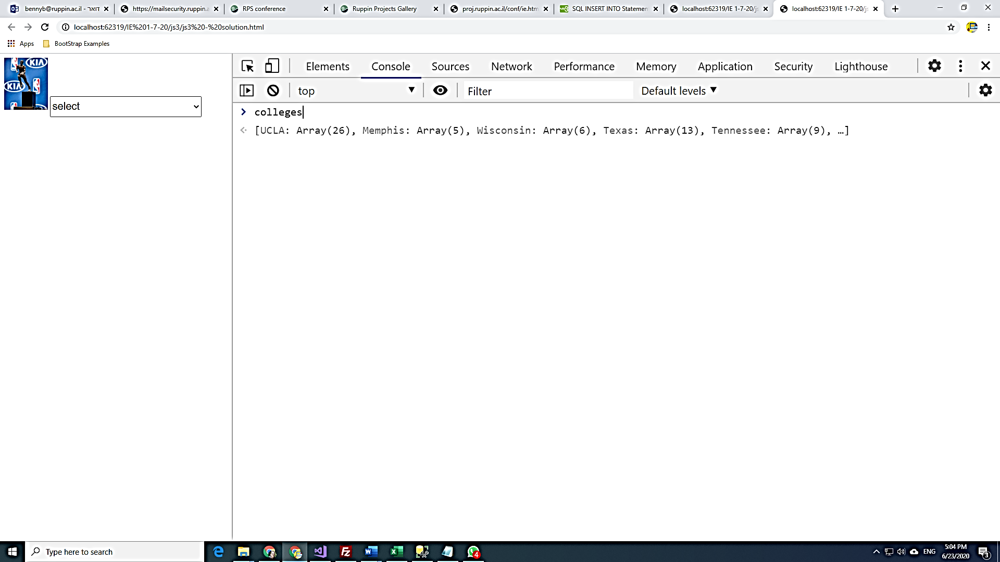 bennyb@ruppin.ac.il - דואר
https://mailsecurity.ruppin.a
RPS conference
Ruppin Projects Gallery
proj.ruppin.ac.il/conf/ie.htm
SQL INSERT INTO Statemen
localhost:62319/IE 1-7-20/js
localhost:62319/IE 1-7-20/js
localhost:62319/IE%201-7-20/js3/js3%20-%20solution.html
Apps
BootStrap Examples
KIA
KIA
select
Elements
Console
Sources
Network
Performance
Memory
Application
Security
Lighthouse
top
Filter
Default levels
colleges
[UCLA: Array(26), Memphis: Array(5), Wisconsin: Array(6), Texas: Array(13), Tennessee: Array(9), …]
Type here to search
4
ENG
5:04 PM
6/23/2020
3